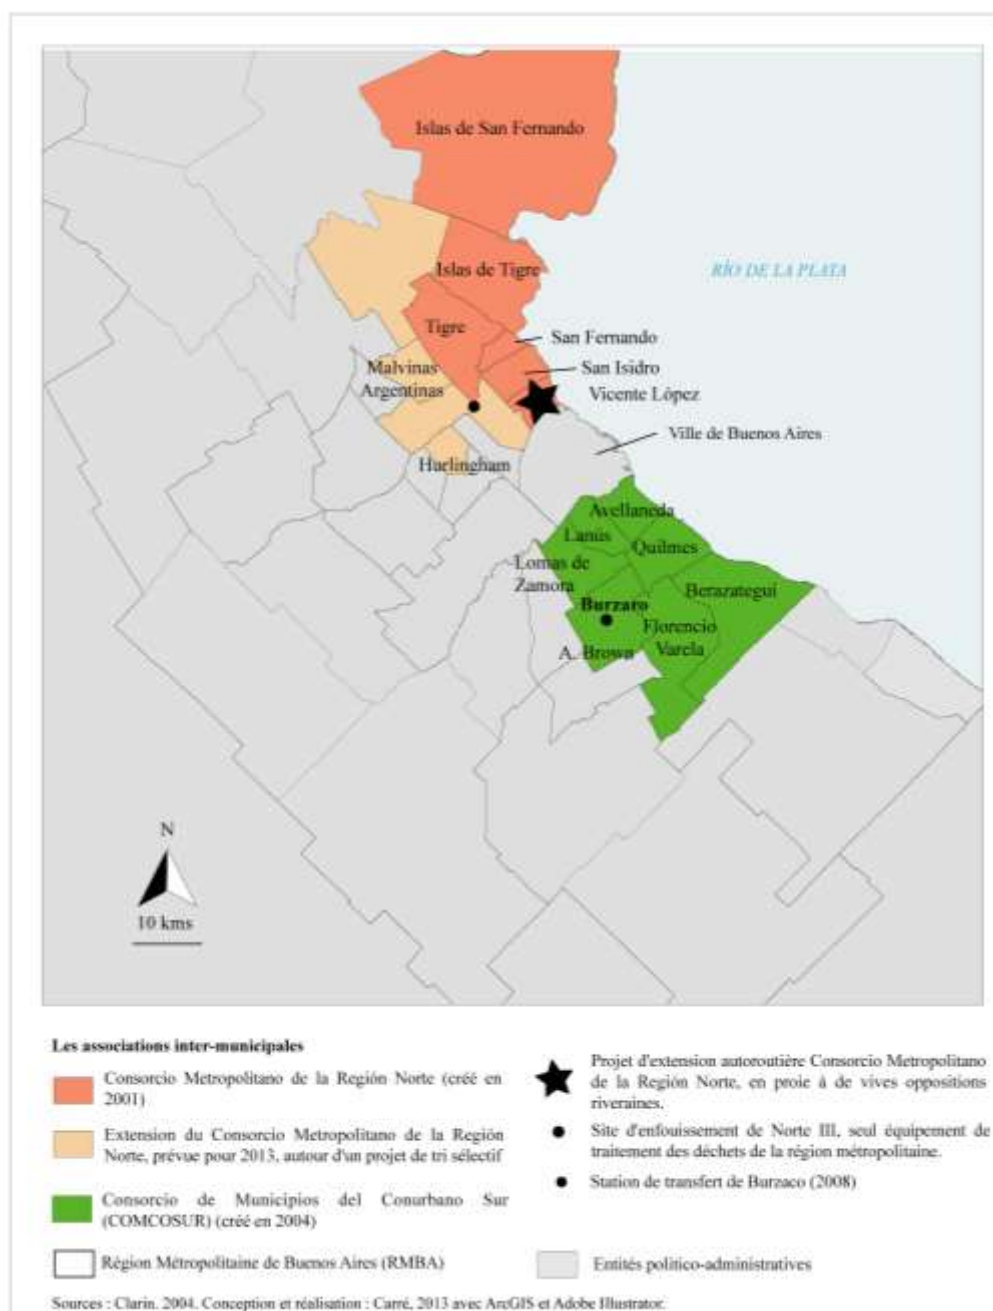 Islas de San Fernando
RÍO DE LA PLATA
Islas de Tigre
Tigre
San Fernando
Malvinas
Argentinas
San Isidro
Vicente López
Ville de Buenos Aires
Hurlingham
Avellaneda
Lanús
Quilmes
Lomas de
Zamora
Berazategui
Burzaro
Florencio
Varela
A. Brown
N
10 kms
Les associations inter-municipales
Consorcio Metropolitano de la Región Norte (créé en
2001)
Extension du Consorcio Metropolitano de la Región
Norte, prévue pour 2013, autour d'un projet de tri sélectif
Consorcio de Municipios del Conurbano Sur
(COMCOSUR) (créé en 2004)
Région Métropolitaine de Buenos Aires (RMBA)
Projet d'extension autoroutière Consorcio Metropolitano
de la Región Norte, en proie à de vives oppositions
riveraines.
Site d'enfouissement de Norte III, seul équipement de
traitement des déchets de la région métropolitaine.
Station de transfert de Burzaco (2008)
Entités político-administratives
Sources : Clarin. 2004. Conception et réalisation : Carré, 2013 avec ArcGIS et Adobe Illustrator.